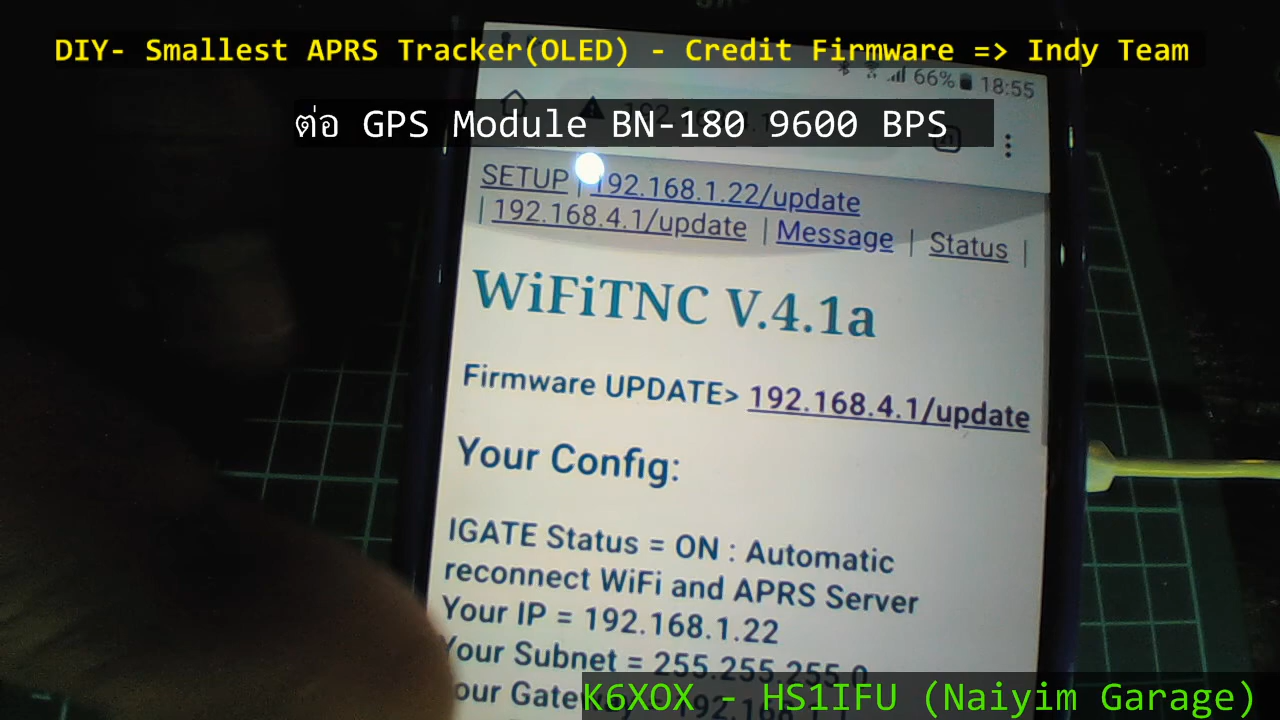 DIY- Smallest APRS Tracker(OLED) - Credit Firmware => Indy Team
66% 18:55
ต่อ GPS Module BN-180 9600 BPS
SETUP | 192.168.1.22/update
| 192.168.4.1/update | Message | Status |
WiFiTNC V.4.1a
Firmware UPDATE> 192.168.4.1/update
Your Config:
IGATE Status = ON : Automatic
reconnect WiFi and APRS Server
Your IP = 192.168.1.22
Your Subnet = 255.255.255.0
K6XOX - HS1IFU (Naiyim Garage)